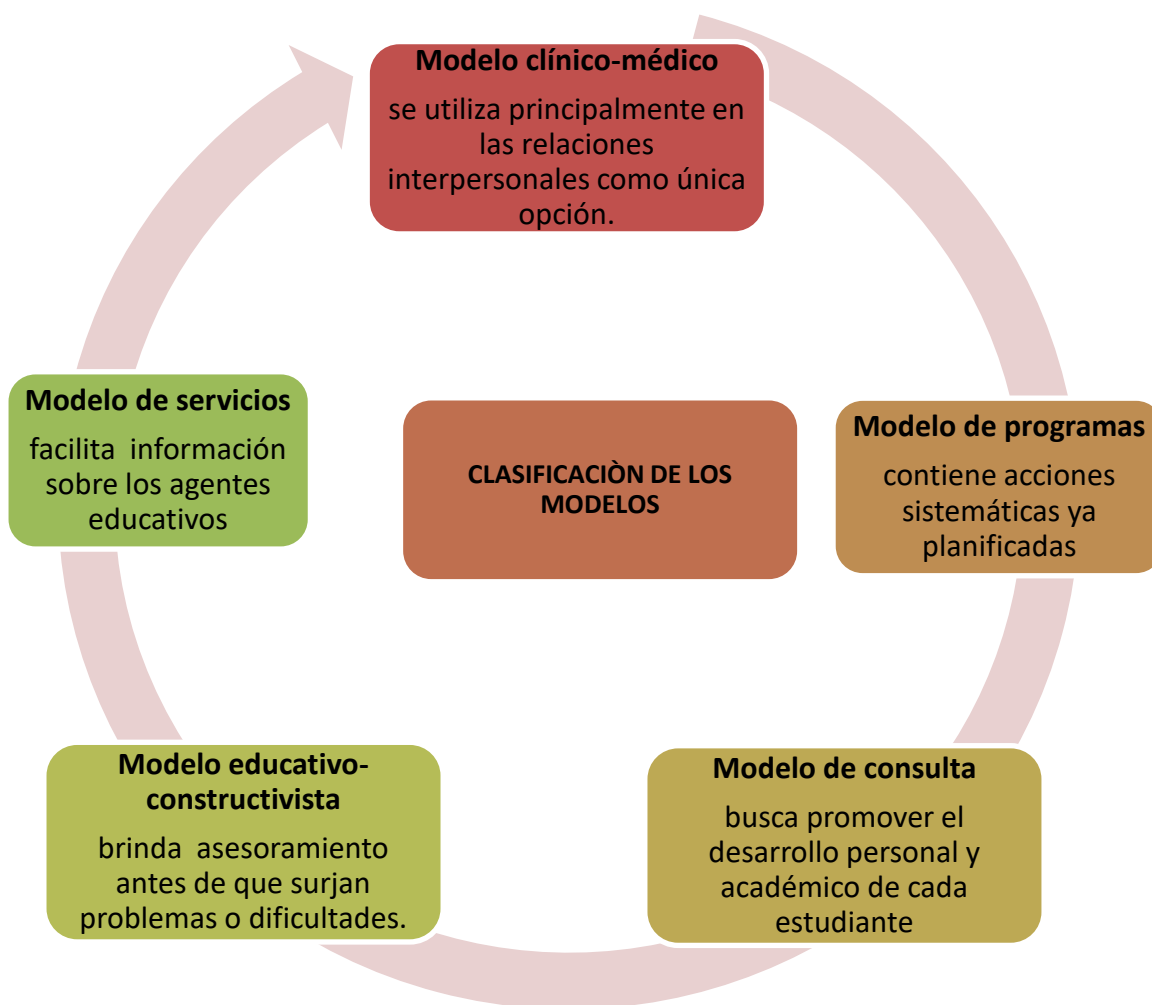 Modelo clínico-médico
se utiliza principalmente en
las relaciones
interpersonales como única
opción.
Modelo de programas
contiene acciones
sistemáticas ya
planificadas
Modelo de consulta
busca promover el
desarrollo personal y
académico de cada
estudiante
Modelo educativo-
constructivista
brinda  asesoramiento
antes de que surjan
problemas o dificultades.
Modelo de servicios
facilita  información
sobre los agentes
educativos
CLASIFICACIÒN DE LOS
MODELOS